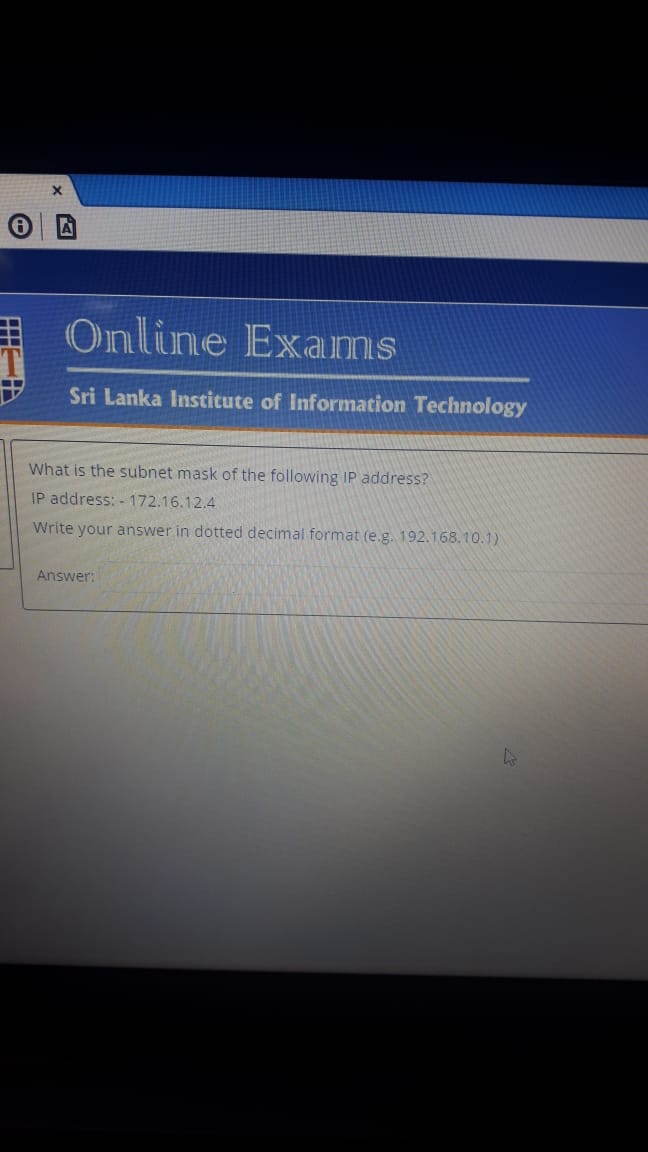 T
Online Exams
Sri Lanka Institute of Information Technology
What is the subnet mask of the following IP address?
IP address: - 172.16.12.4
Write your answer in dotted decimal format (e.g. 192.168.10.1)
Answer: